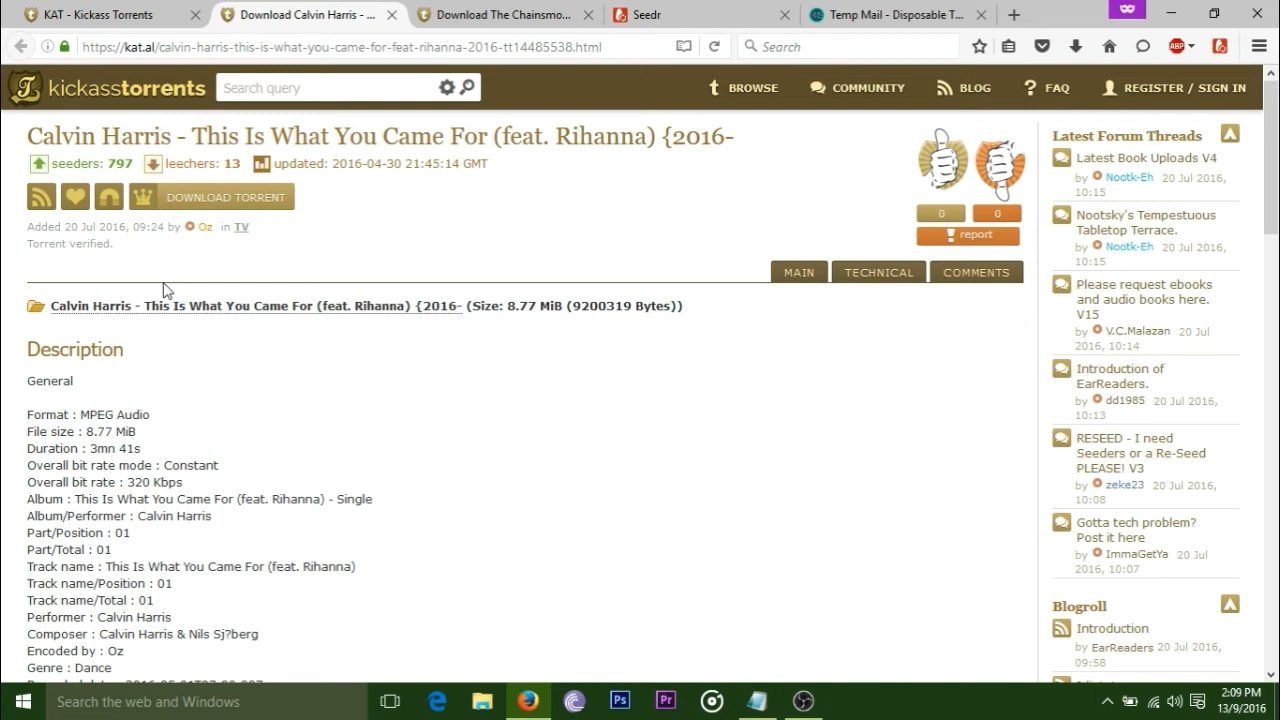 KAT - Kickass Torrents
Download Calvin Harris - ...
Download The Chainsmo...
Seedr
Temp Mail - Disposable T...
https://kat.al/calvin-harris-this-is-what-you-came-for-feat-rihanna-2016-tt14485538.html
Search
ABP
kickasstorrents
Search query
BROWSE
COMMUNITY
BLOG
FAQ
REGISTER / SIGN IN
Calvin Harris - This Is What You Came For (feat. Rihanna) {2016-
seeders: 797 leechers: 13 updated: 2016-04-30 21:45:14 GMT
DOWNLOAD TORRENT
Added 20 Jul 2016, 09:24 by Oz in TV
Torrent verified.
0 0
report
MAIN TECHNICAL COMMENTS
Calvin Harris - This Is What You Came For (feat. Rihanna) {2016- (Size: 8.77 MiB (9200319 Bytes))
Description
General
Format : MPEG Audio
File size : 8.77 MiB
Duration : 3mn 41s
Overall bit rate mode : Constant
Overall bit rate : 320 Kbps
Album : This Is What You Came For (feat. Rihanna) - Single
Album/Performer : Calvin Harris
Part/Position : 01
Part/Total : 01
Track name : This Is What You Came For (feat. Rihanna)
Track name/Position : 01
Track name/Total : 01
Performer : Calvin Harris
Composer : Calvin Harris & Nils Sj?berg
Encoded by : Oz
Genre : Dance
Latest Forum Threads
Latest Book Uploads V4
by Nootk-Eh 20 Jul 2016,
10:15
Nootsky's Tempestuous
Tabletop Terrace.
by Nootk-Eh 20 Jul 2016,
10:15
Please request ebooks
and audio books here.
V15
by V.C.Malazan 20 Jul
2016, 10:14
Introduction of
EarReaders.
by dd1985 20 Jul 2016,
10:13
RESEED - I need
Seeders or a Re-Seed
PLEASE! V3
by zeke23 20 Jul 2016,
10:08
Gotta tech problem?
Post it here
by ImmaGetYa 20 Jul
2016, 10:07
Blogroll
Introduction
by EarReaders 20 Jul 2016,
09:58
Search the web and Windows
Ps
Pr
2:09 PM
13/9/2016